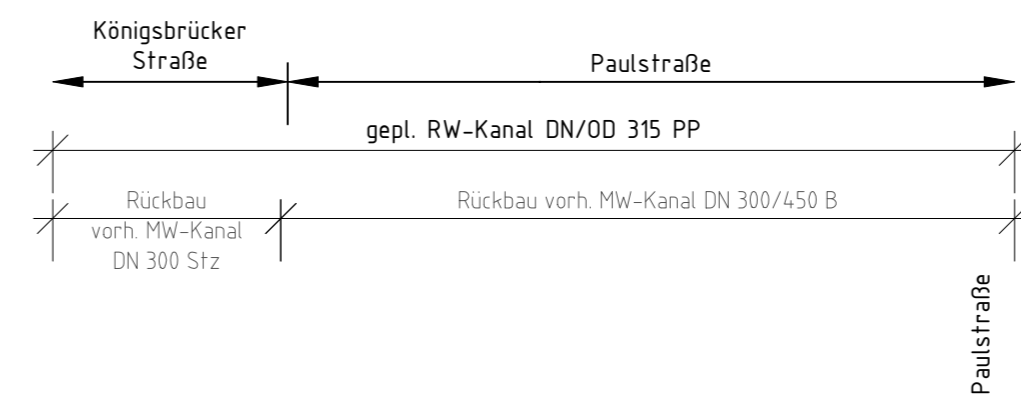 Königsbrücker
Straße
Paulstraße
gepl. RW-Kanal DN/OD 315 PP
Rückbau
vorh. MW-Kanal
DN 300 Stz
Rückbau vorh. MW-Kanal DN 300/450 B
Paulstraße